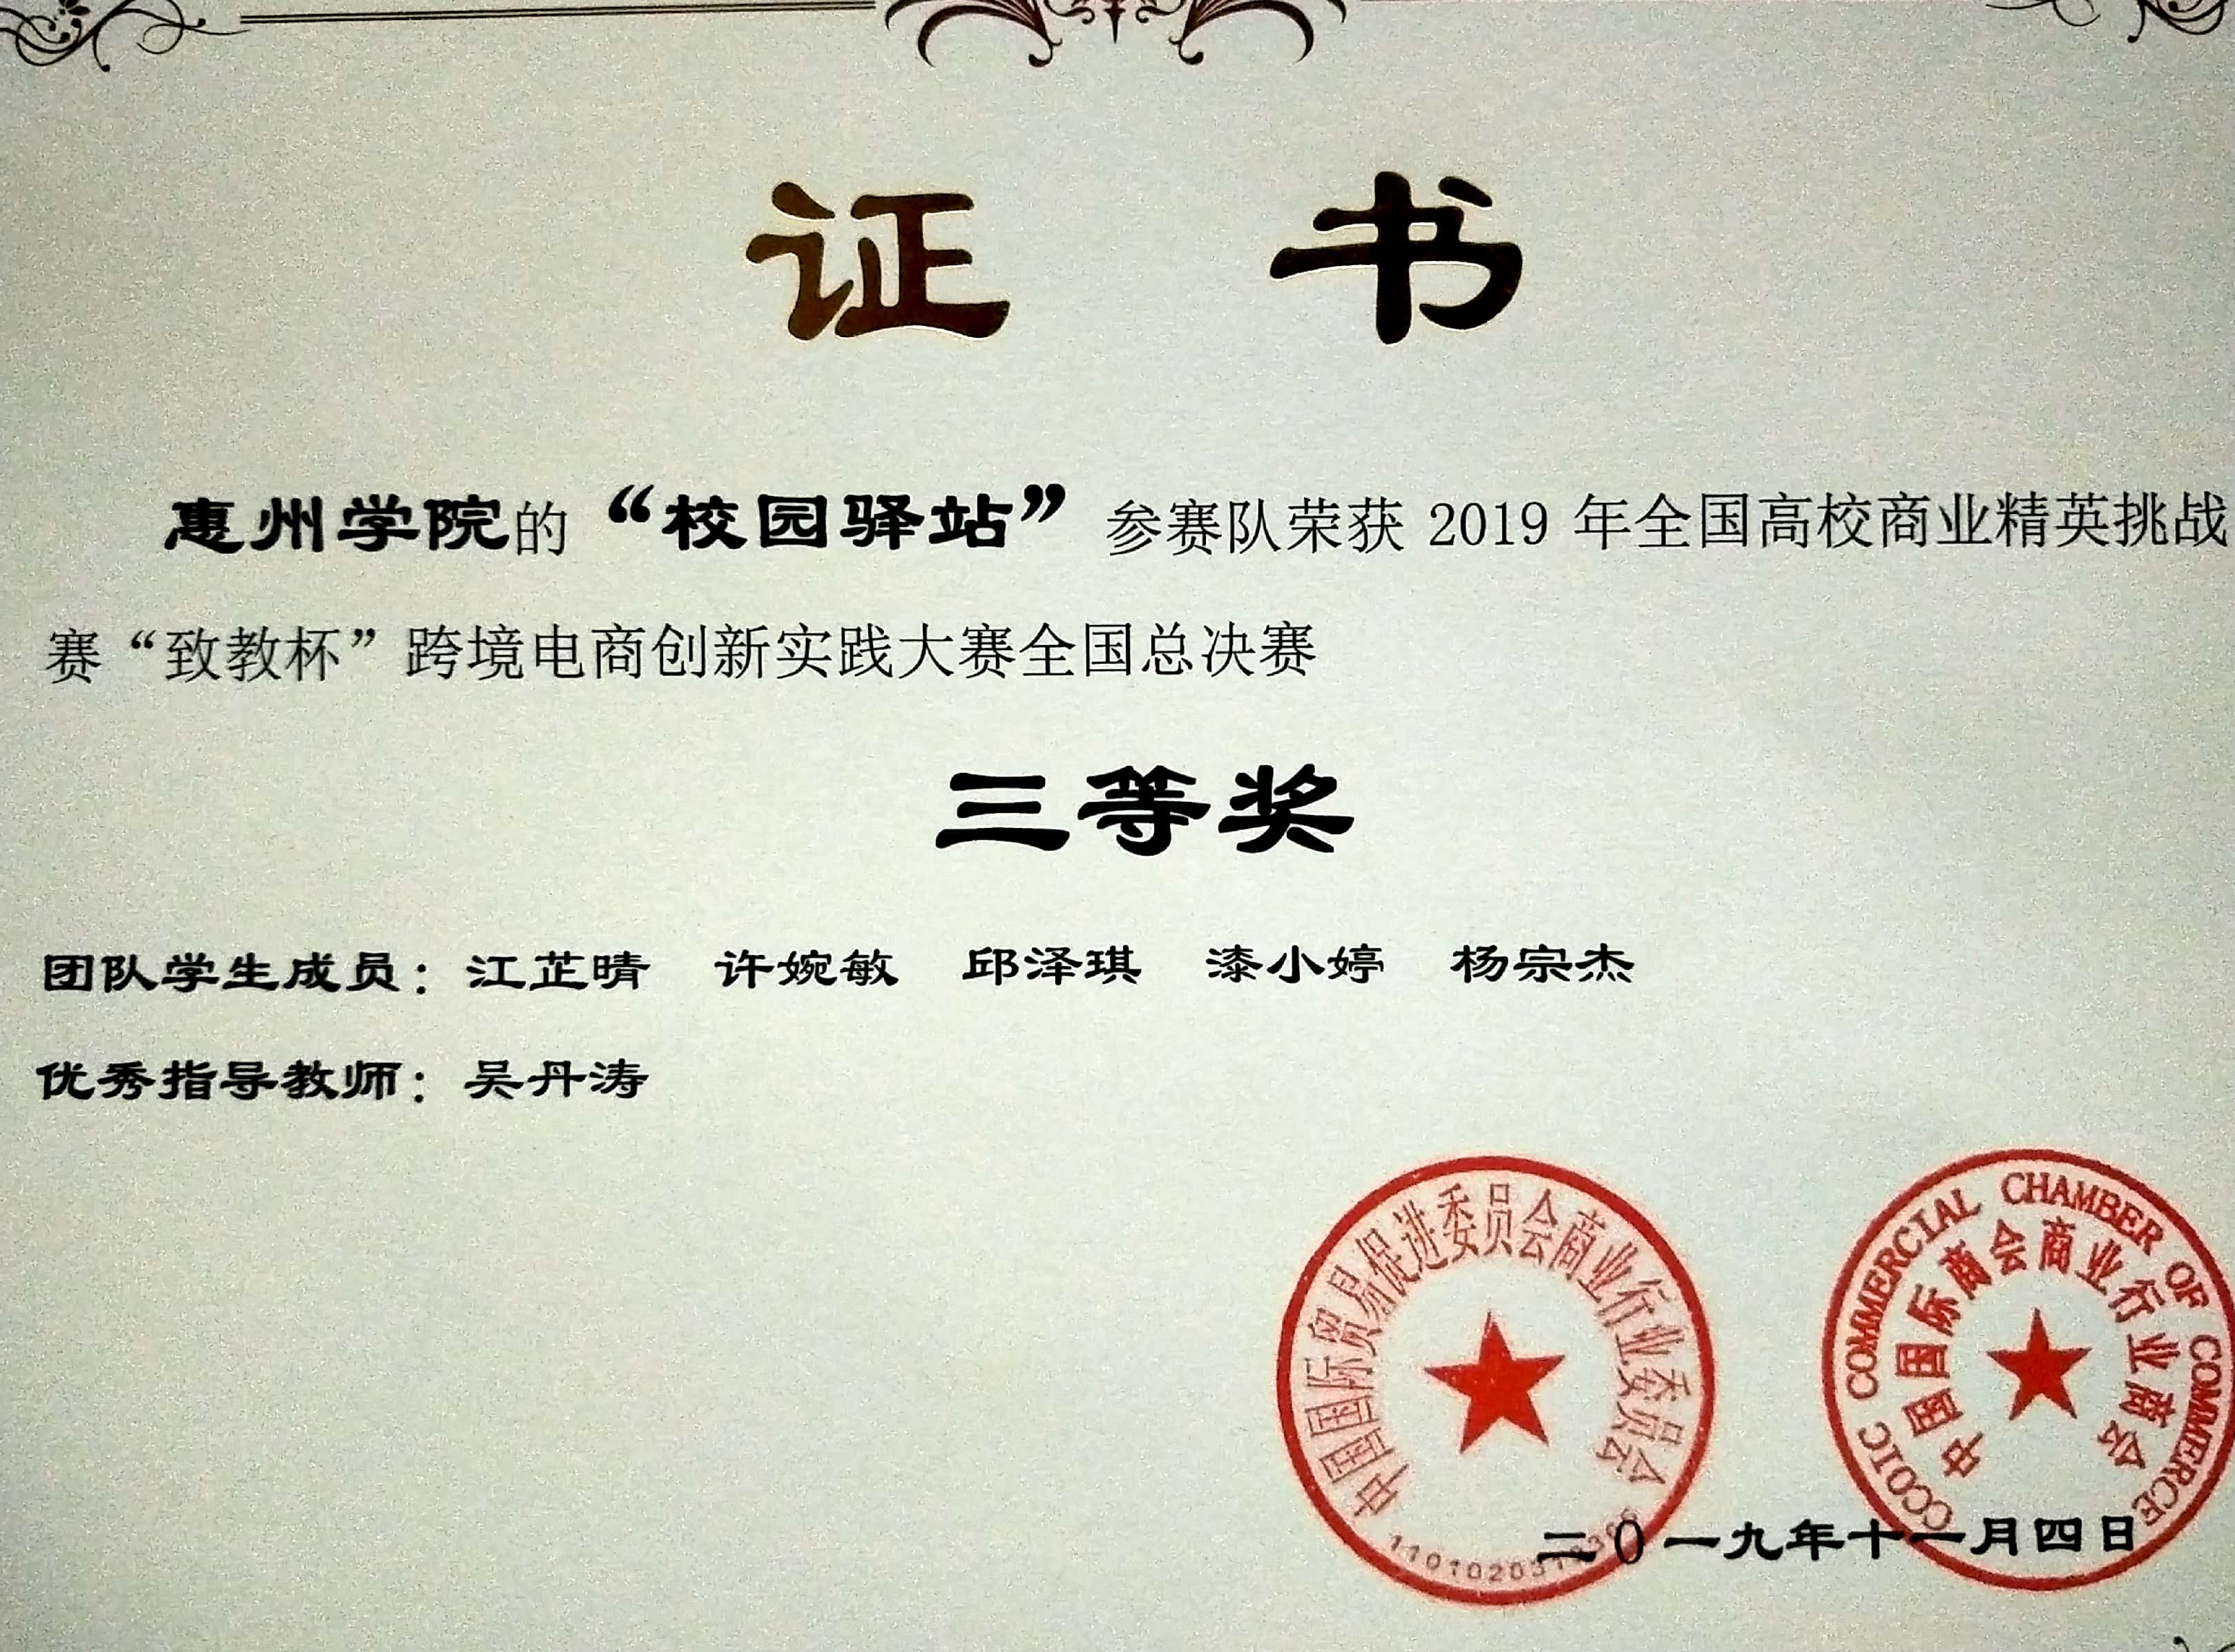 证 书
惠州学院的“校园驿站”参赛队荣获 2019 年全国高校商业精英挑战
赛“致教杯”跨境电商创新实践大赛全国总决赛
三等奖
团队学生成员：江芷晴 许婉敏 邱泽琪 漆小婷 杨宗杰
优秀指导教师：吴丹涛
中国国际贸易促进委员会商业行业委员会
CCOIC COMMERCIAL CHAMBER OF COMMERCE
中国国际商会商业行业商会
二0一九年十一月四日